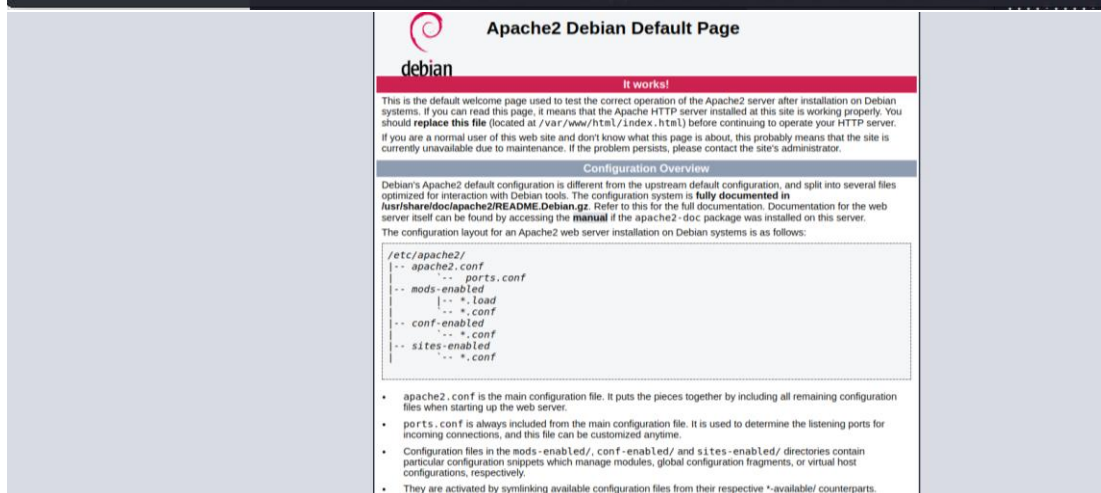 Apache2 Debian Default Page
debian
It works!
This is the default welcome page used to test the correct operation of the Apache2 server after installation on Debian
systems. If you can read this page, it means that the Apache HTTP server installed at this site is working properly. You
should replace this file (located at /var/www/html/index.html) before continuing to operate your HTTP server.
If you are a normal user of this web site and don't know what this page is about, this probably means that the site is
currently unavailable due to maintenance. If the problem persists, please contact the site's administrator.
Configuration Overview
Debian's Apache2 default configuration is different from the upstream default configuration, and split into several files
optimized for interaction with Debian tools. The configuration system is fully documented in
/usr/share/doc/apache2/README.Debian.gz. Refer to this for the full documentation. Documentation for the web
server itself can be found by accessing the manual if the apache2-doc package was installed on this server.
The configuration layout for an Apache2 web server installation on Debian systems is as follows:
/etc/apache2/
|-- apache2.conf
|       `--  ports.conf
|-- mods-enabled
|       |-- *.load
|       `-- *.conf
|-- conf-enabled
|       `-- *.conf
|-- sites-enabled
|       `-- *.conf
• apache2.conf is the main configuration file. It puts the pieces together by including all remaining configuration
files when starting up the web server.
• ports.conf is always included from the main configuration file. It is used to determine the listening ports for
incoming connections, and this file can be customized anytime.
• Configuration files in the mods-enabled/, conf-enabled/ and sites-enabled/ directories contain
particular configuration snippets which manage modules, global configuration fragments, or virtual host
configurations, respectively.
• They are activated by symlinking available configuration files from their respective *-available/ counterparts.